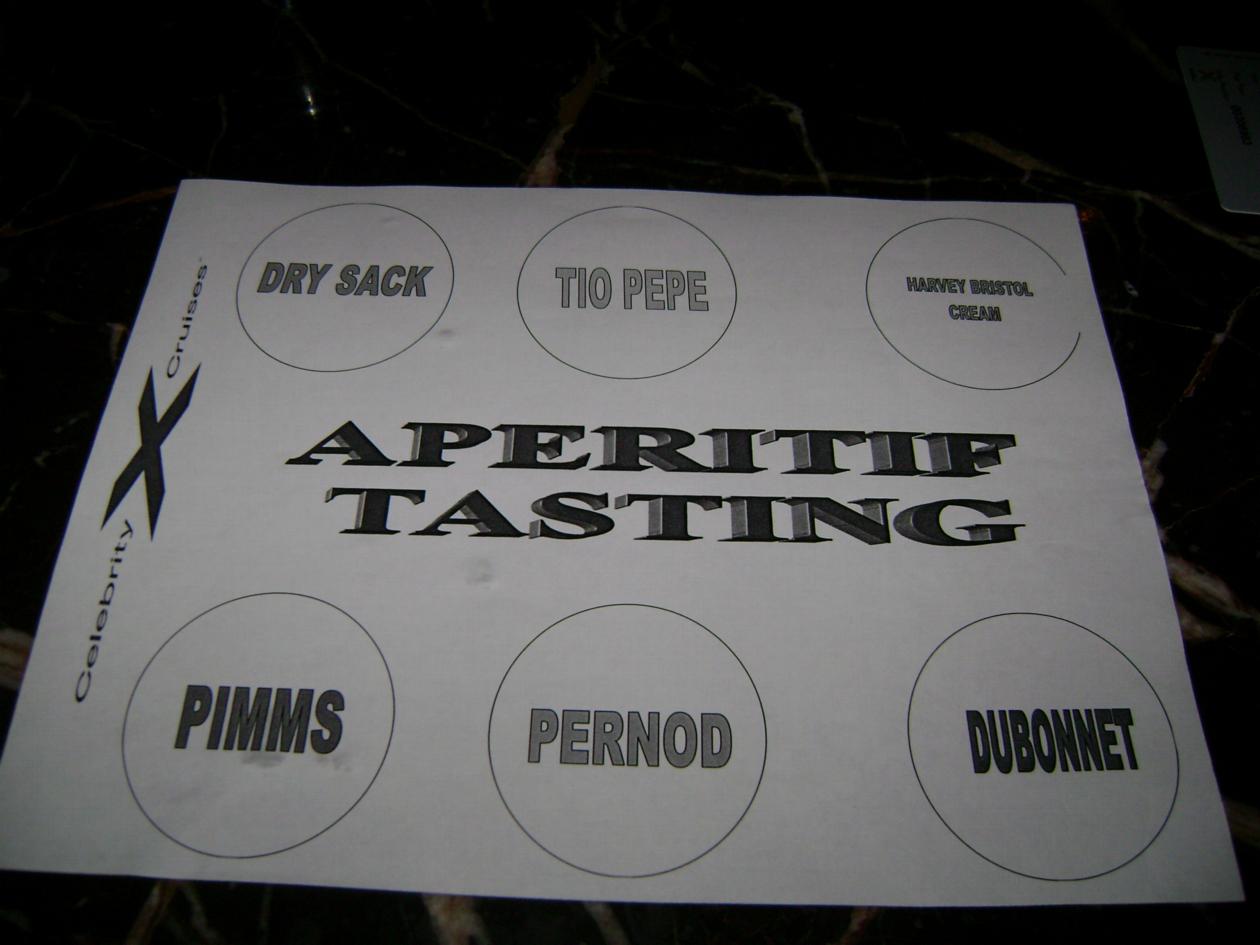 DRY SACK
TIO PEPE
HARVEY BRISTOL
CREAM
Celebrity X Cruises
APERITIF
TASTING
PIMMS
PERNOD
DUBONNET